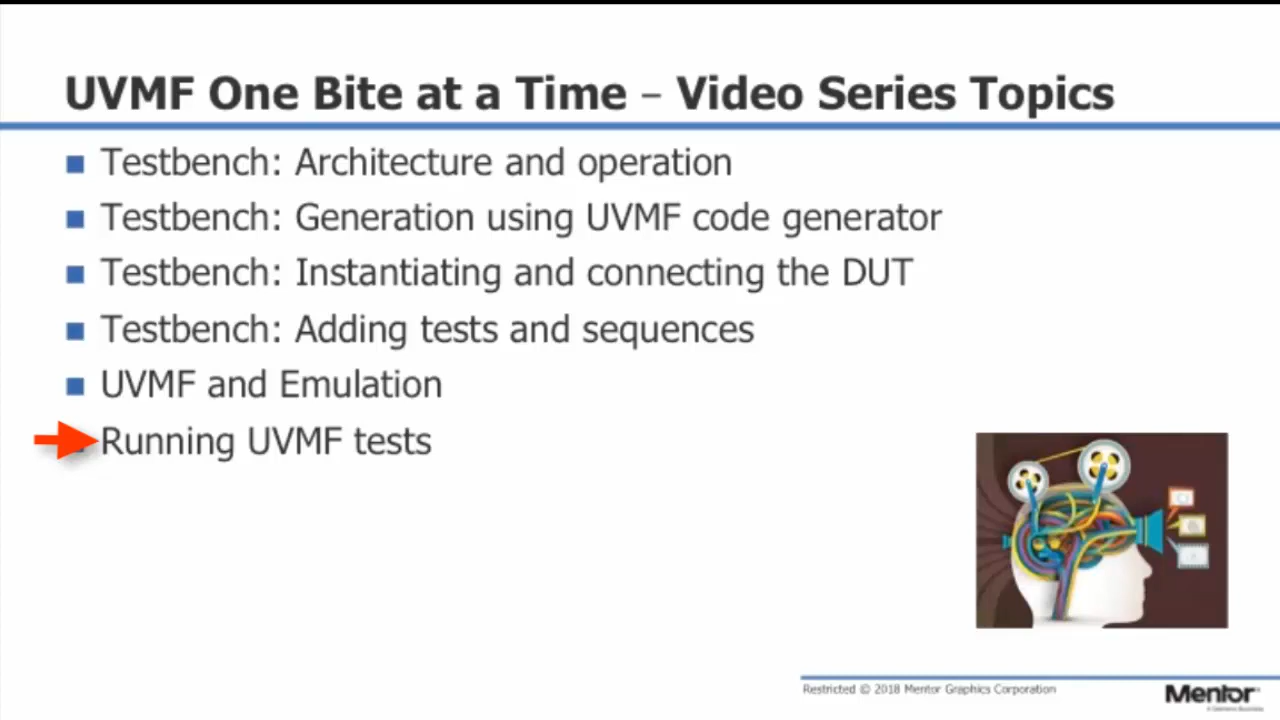 UVMF One Bite at a Time – Video Series Topics
Testbench: Architecture and operation
Testbench: Generation using UVMF code generator
Testbench: Instantiating and connecting the DUT
Testbench: Adding tests and sequences
UVMF and Emulation
Running UVMF tests
Restricted © 2018 Mentor Graphics Corporation
Mentor
A Siemens Business